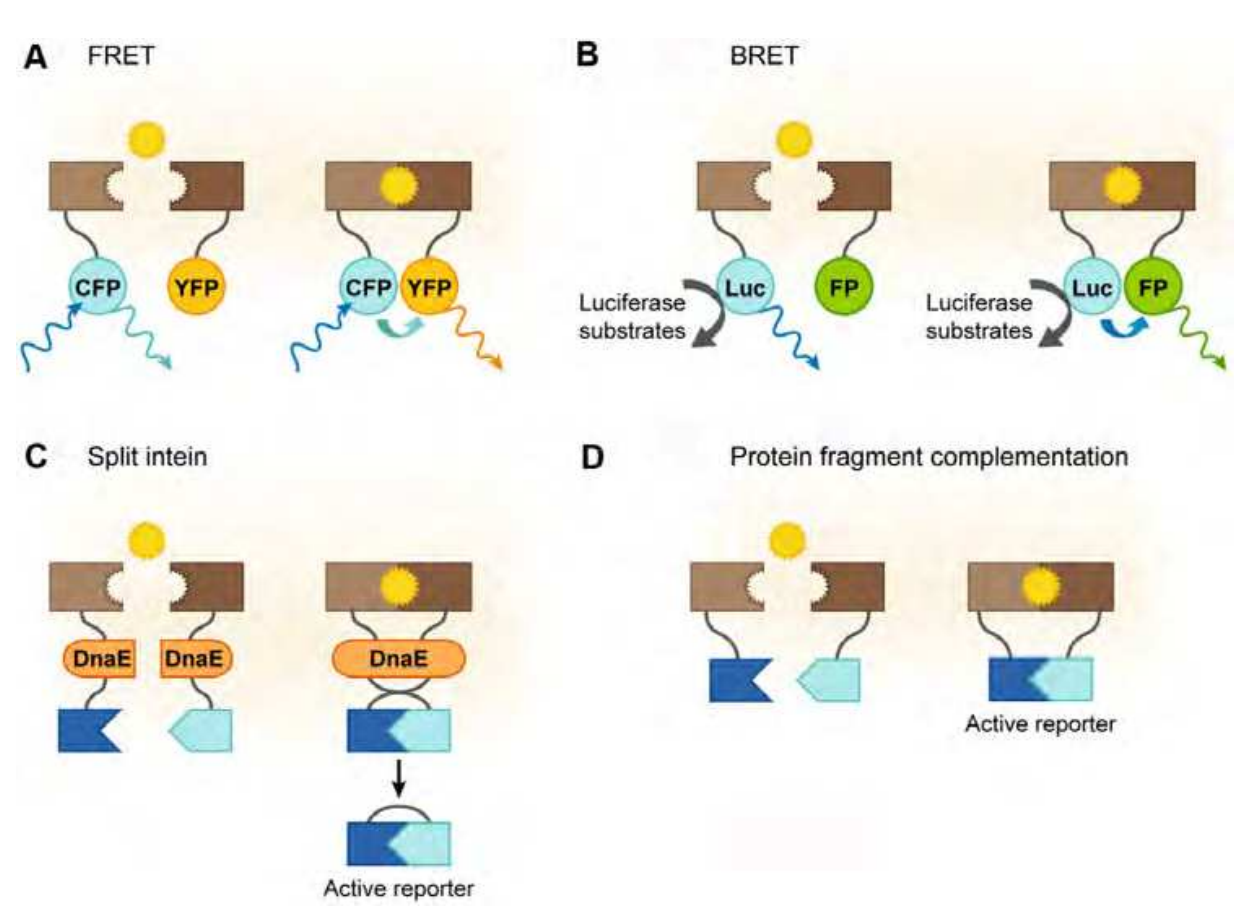 A FRET
CFP YFP
CFP YFP
B BRET
Luciferase
substrates
Luc FP
Luciferase
substrates
Luc FP
C Split intein
DnaE DnaE
DnaE
Active reporter
D Protein fragment complementation
Active reporter